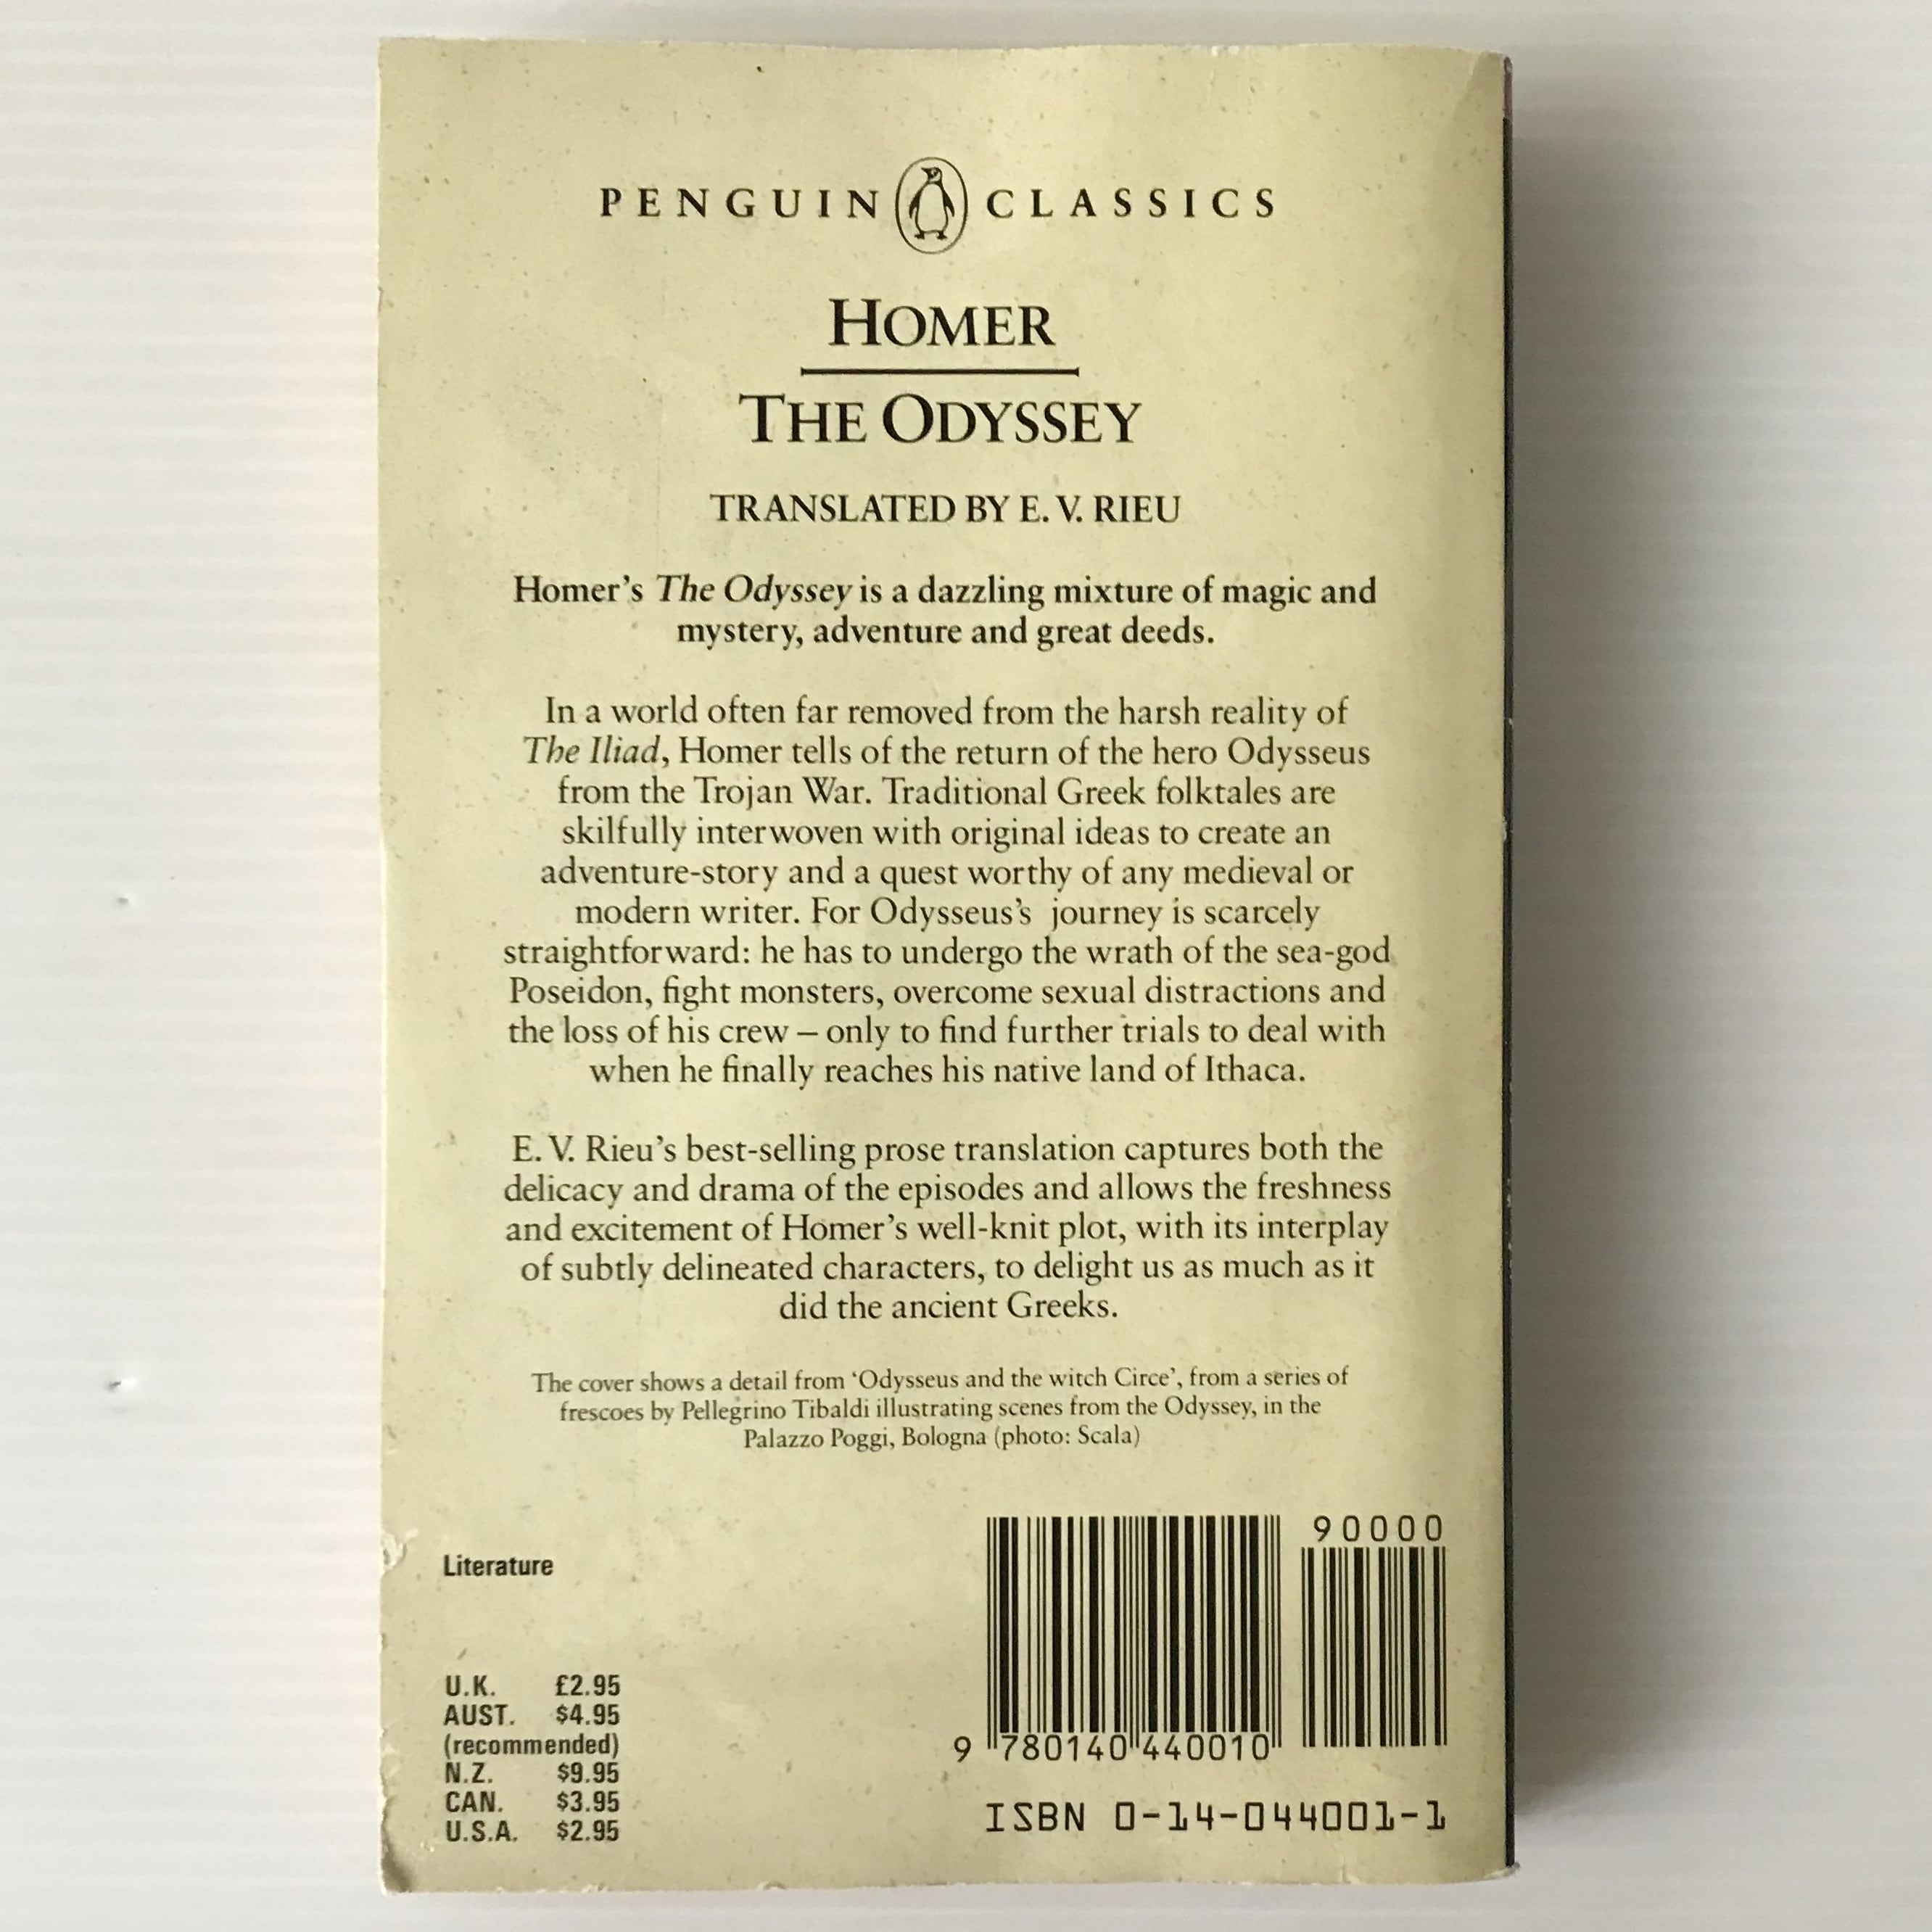 PENGUIN CLASSICS
HOMER
THE ODYSSEY
TRANSLATED BY E. V. RIEU
Homer's The Odyssey is a dazzling mixture of magic and
mystery, adventure and great deeds.
In a world often far removed from the harsh reality of
The Iliad, Homer tells of the return of the hero Odysseus
from the Trojan War. Traditional Greek folktales are
skilfully interwoven with original ideas to create an
adventure-story and a quest worthy of any medieval or
modern writer. For Odysseus's journey is scarcely
straightforward: he has to undergo the wrath of the sea-god
Poseidon, fight monsters, overcome sexual distractions and
the loss of his crew – only to find further trials to deal with
when he finally reaches his native land of Ithaca.
E. V. Rieu's best-selling prose translation captures both the
delicacy and drama of the episodes and allows the freshness
and excitement of Homer's well-knit plot, with its interplay
of subtly delineated characters, to delight us as much as it
did the ancient Greeks.
The cover shows a detail from 'Odysseus and the witch Circe', from a series of
frescoes by Pellegrino Tibaldi illustrating scenes from the Odyssey, in the
Palazzo Poggi, Bologna (photo: Scala)
Literature
U.K. £2.95
AUST. $4.95
(recommended)
N.Z. $9.95
CAN. $3.95
U.S.A. $2.95
90000
9 780140 440010
ISBN 0-14-044001-1